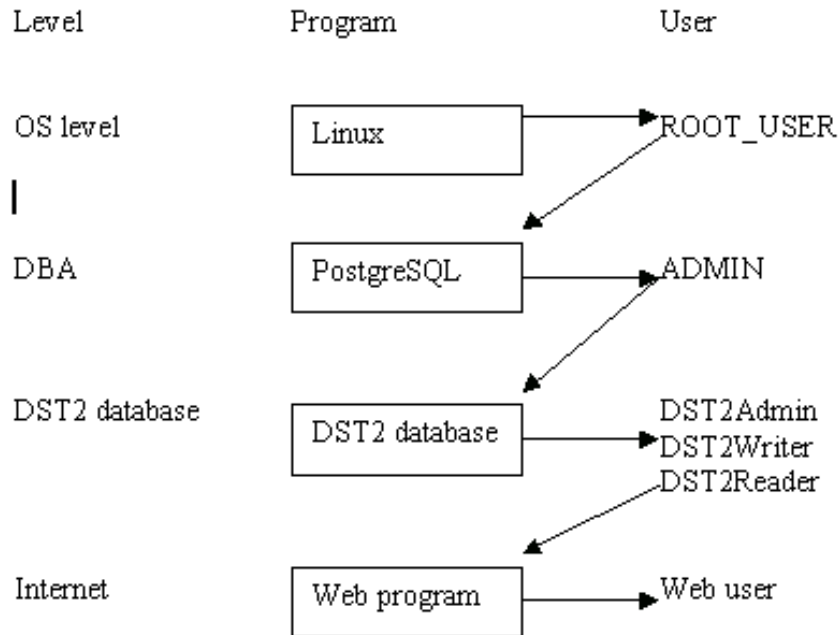 Level Program User
OS level Linux ROOT_USER
DBA PostgreSQL ADMIN
DST2 database DST2 database DST2Admin
DST2Writer
DST2Reader
Internet Web program Web user